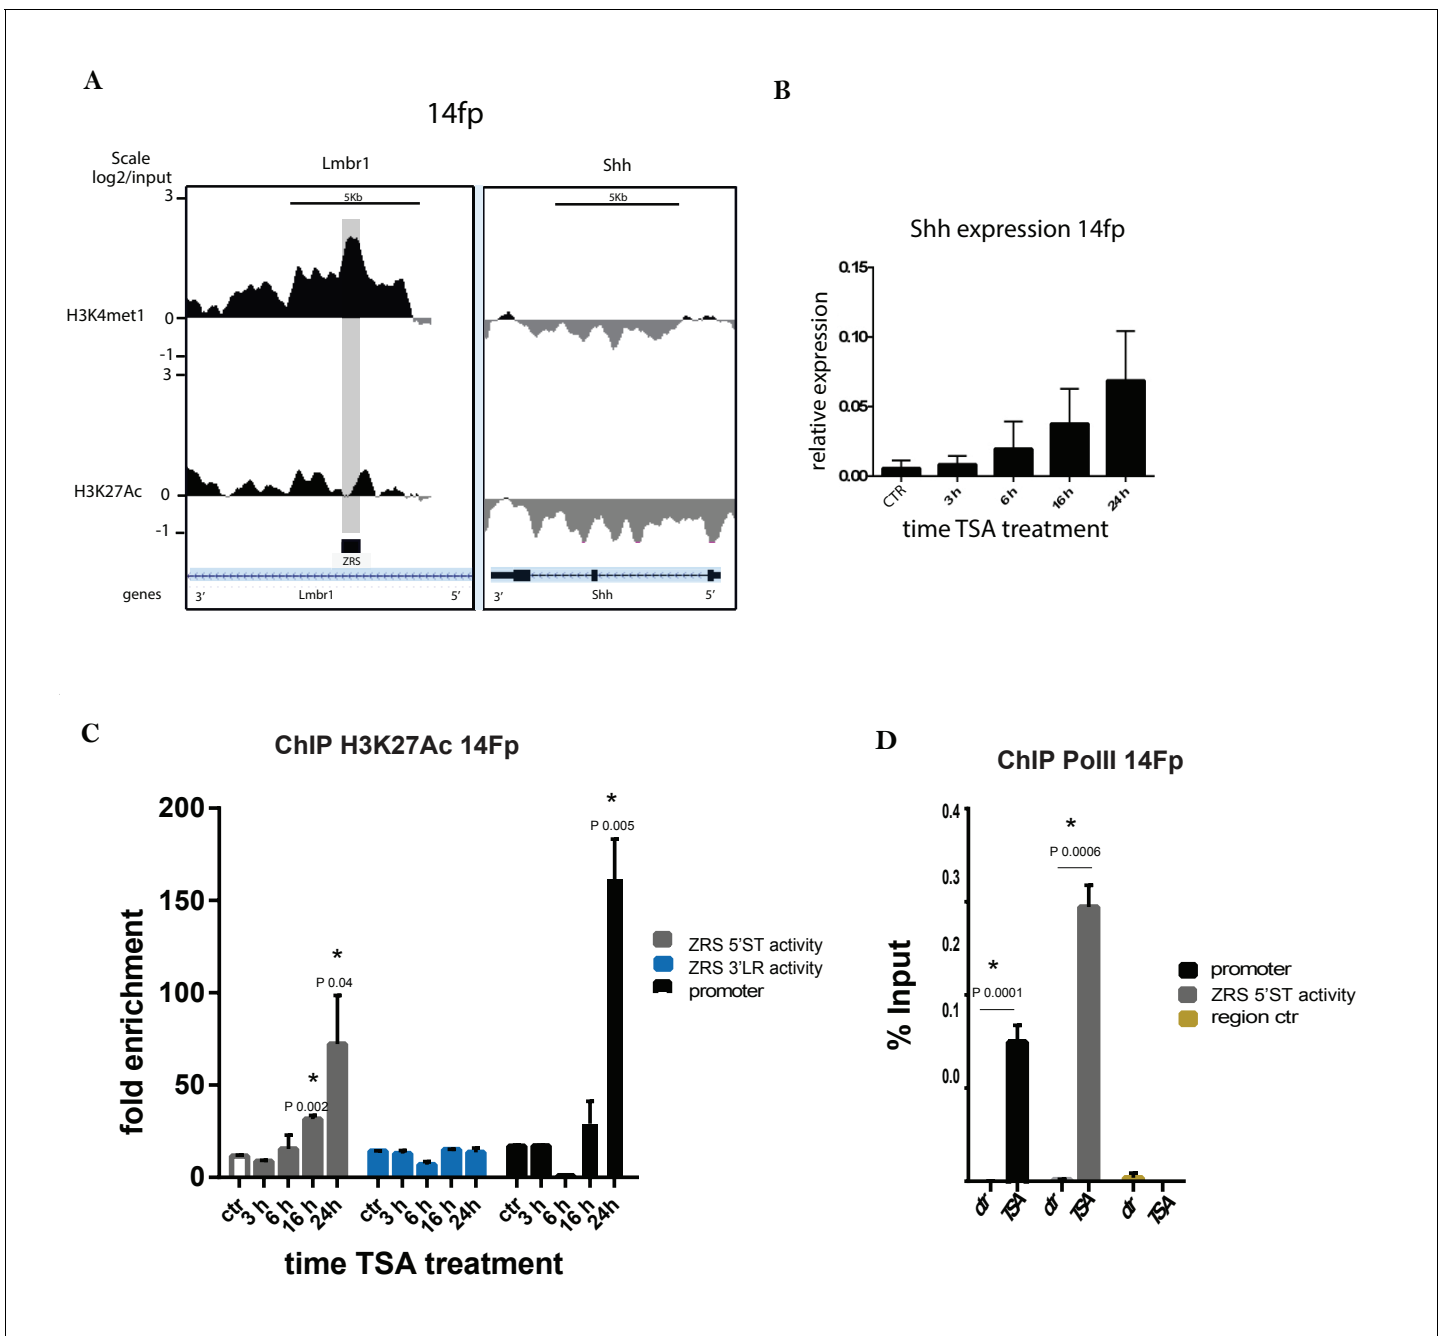 A
14fp
Scale
log2/input
Lmbr1
Shh
3
5Kb
5Kb
H3K4met1
0
-1
3
H3K27Ac
0
-1
ZRS
genes
3’
Lmbr1
5’
3’
Shh
5’
B
Shh expression 14fp
relative expression
0.15
0.10
0.05
0.00
CTR
3 h
6 h
16 h
24h
time TSA treatment
C
ChIP H3K27Ac 14Fp
fold enrichment
200
150
100
50
0
P 0.002
*
P 0.04
*
P 0.005
*
ctr
3 h
6 h
16 h
24h
ctr
3 h
6 h
16 h
24h
ctr
3 h
6 h
16 h
24h
time TSA treatment
ZRS 5’ST activity
ZRS 3’LR activity
promoter
D
ChIP PolII 14Fp
% Input
0.4
0.3
0.2
0.1
0.0
*
P 0.0001
*
P 0.0006
ctr
TSA
ctr
TSA
ctr
TSA
promoter
ZRS 5’ST activity
region ctr